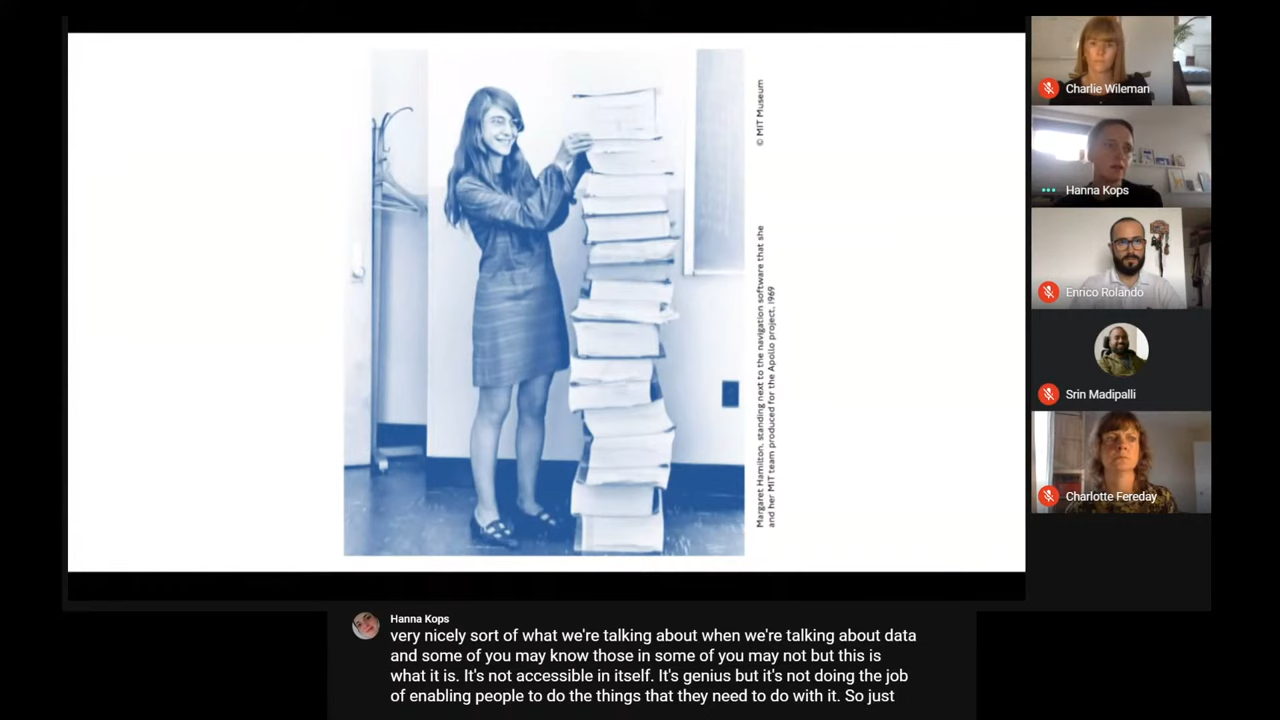 © MIT Museum
Margaret Hamilton, standing next to the navigation software that she
and her MIT team produced for the Apollo project, 1969
Charlie Wileman
Hanna Kops
Enrico Rolando
Srin Madipalli
Charlotte Fereday
Hanna Kops
very nicely sort of what we're talking about when we're talking about data
and some of you may know those in some of you may not but this is
what it is. It's not accessible in itself. It's genius but it's not doing the job
of enabling people to do the things that they need to do with it. So just